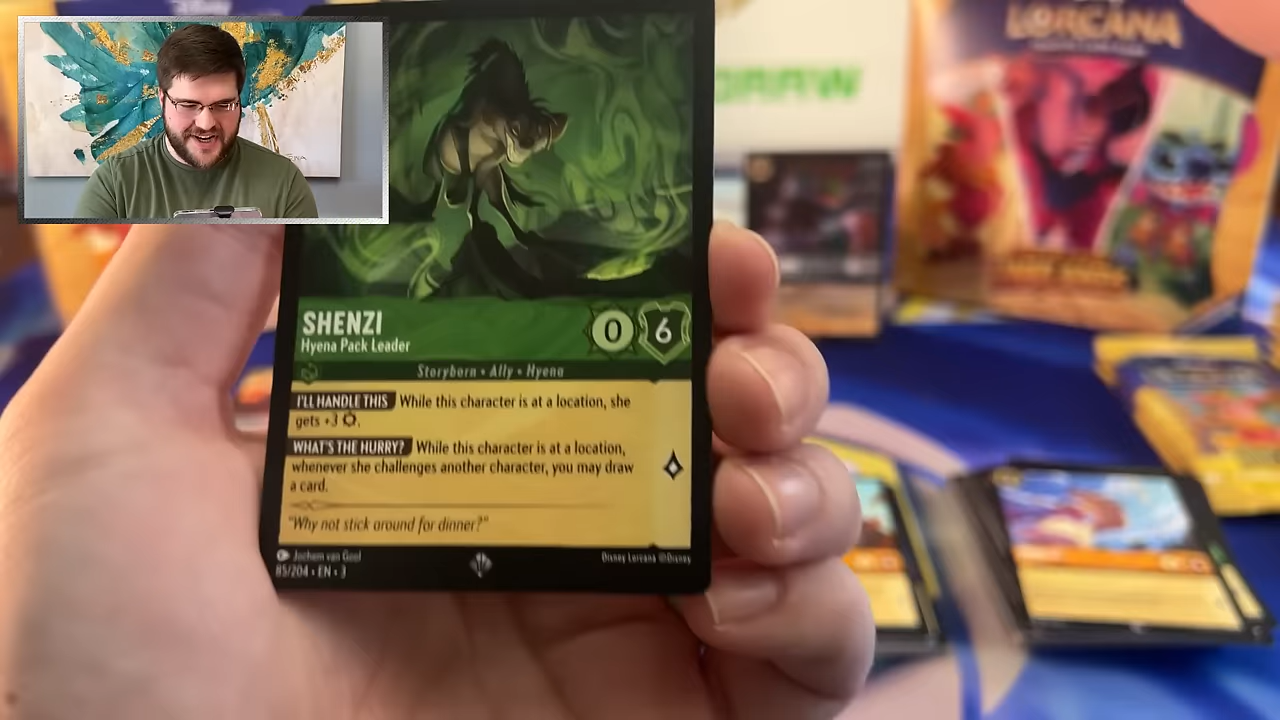 LORCANA
DRAW
SHENZI
0
6
Hyena Pack Leader
Storyborn • Ally • Hyena
I'LL HANDLE THIS While this character is at a location, she
gets +3
WHAT'S THE HURRY? While this character is at a location,
whenever she challenges another character, you may draw
a card.
"Why not stick around for dinner?"
Jochem van Gool
Disney Lorcana ©Disney
85/204 • EN • 3